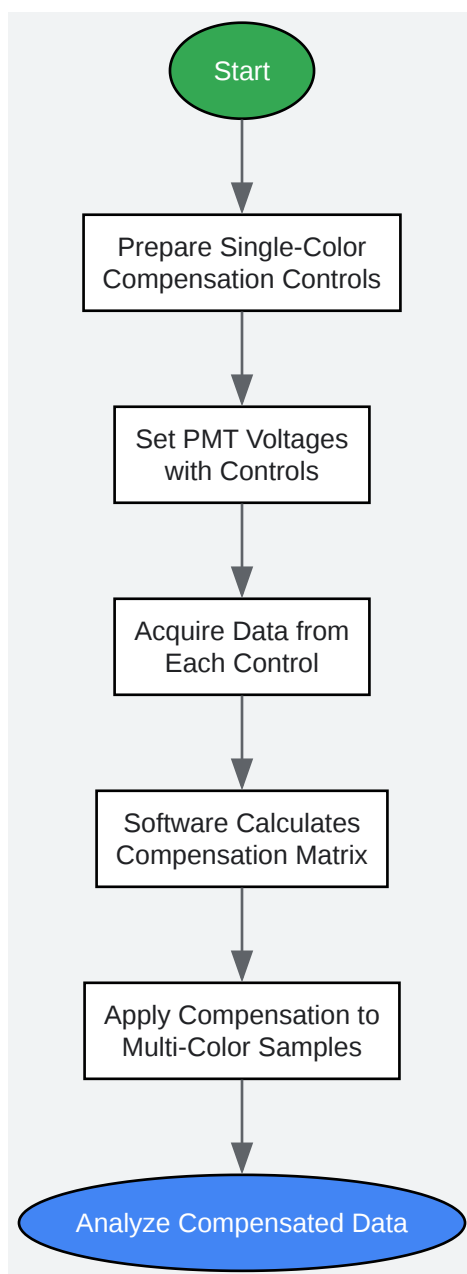 Start
Prepare Single-Color
Compensation Controls
Set PMT Voltages
with Controls
Acquire Data from
Each Control
Software Calculates
Compensation Matrix
Apply Compensation to
Multi-Color Samples
Analyze Compensated Data